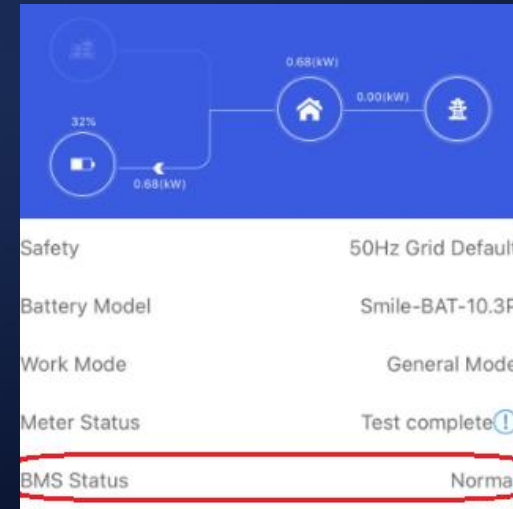 0.68(kW)
0.00(kW)
32%
0.68(kW)
Safety 50Hz Grid Default
Battery Model Smile-BAT-10.3P
Work Mode General Mode
Meter Status Test complete
BMS Status Norma